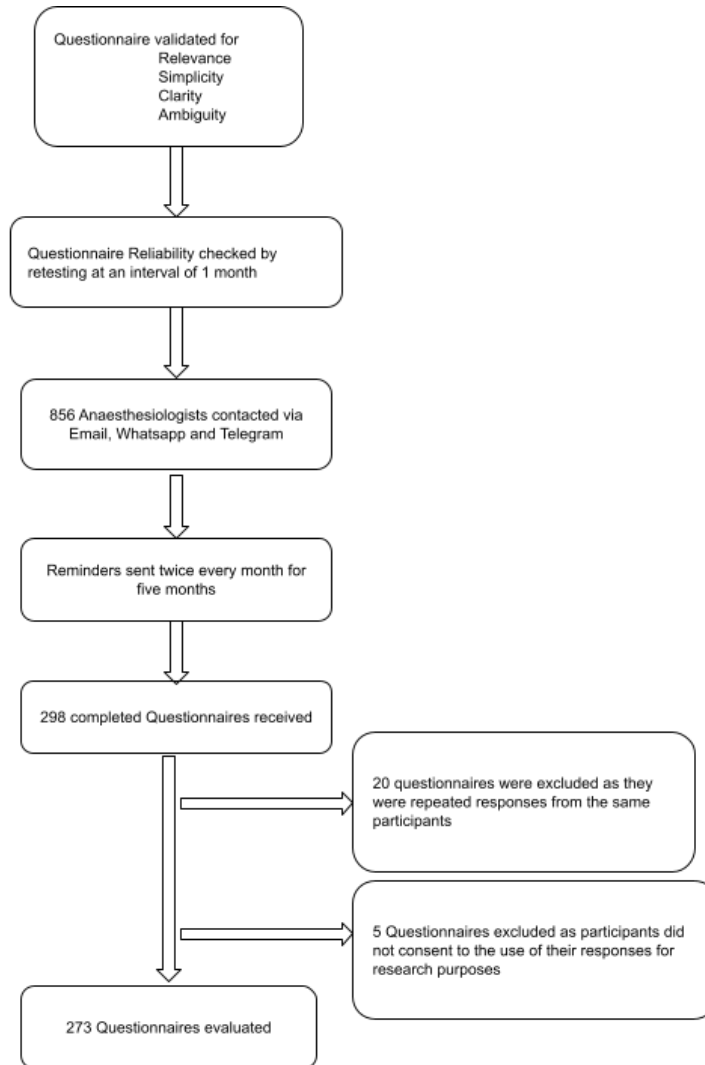 Questionnaire validated for
Relevance
Simplicity
Clarity
Ambiguity
Questionnaire Reliability checked by
retesting at an interval of 1 month
856 Anaesthesiologists contacted via
Email, Whatsapp and Telegram
Reminders sent twice every month for
five months
298 completed Questionnaires received
20 questionnaires were excluded as they
were repeated responses from the same
participants
5 Questionnaires excluded as participants did
not consent to the use of their responses for
research purposes
273 Questionnaires evaluated